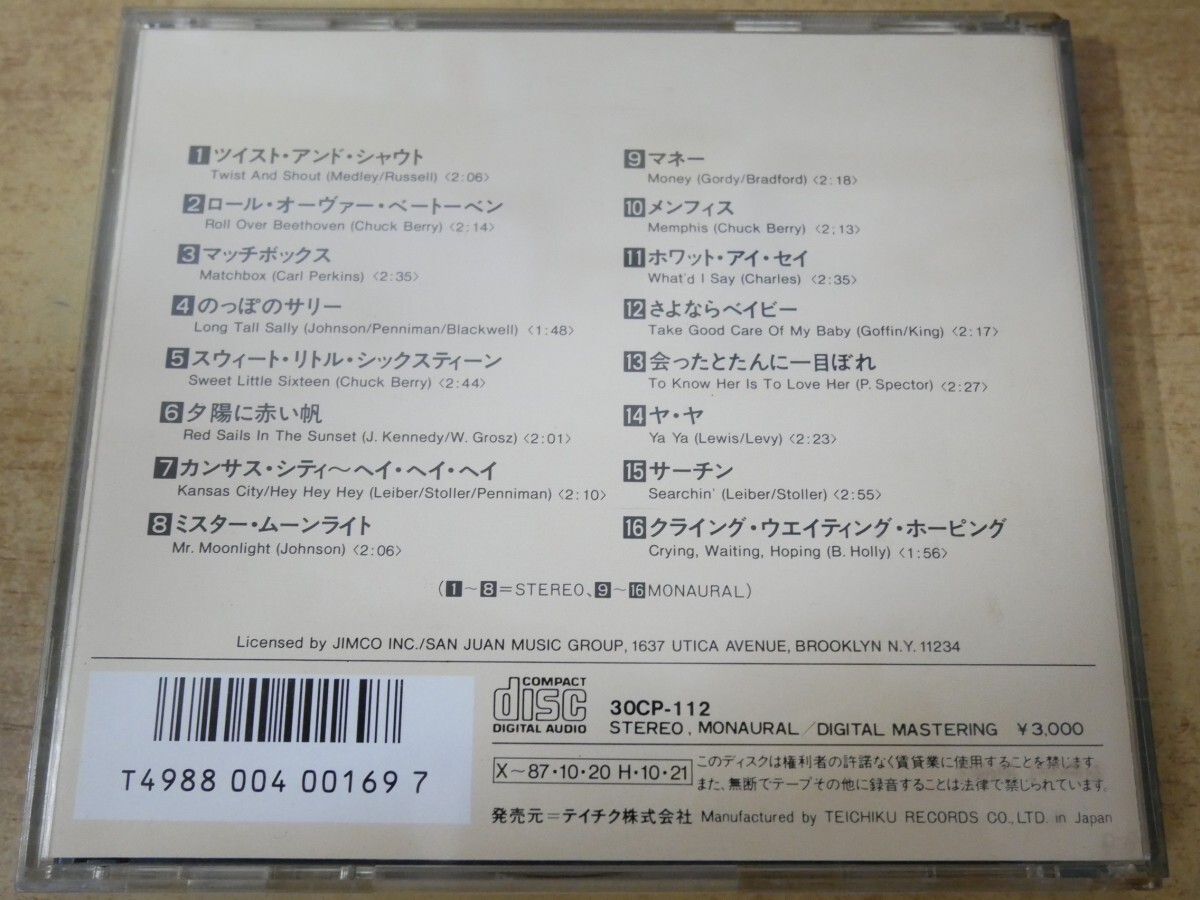 1 ツイスト・アンド・シャウト
Twist And Shout (Medley/Russell) 〈2:06〉
2 ロール・オーヴァー・ベートーベン
Roll Over Beethoven (Chuck Berry) 〈2:14〉
3 マッチボックス
Matchbox (Carl Perkins) 〈2:35〉
4 のっぽのサリー
Long Tall Sally (Johnson/Penniman/Blackwell) 〈1:48〉
5 スウィート・リトル・シックスティーン
Sweet Little Sixteen (Chuck Berry) 〈2:44〉
6 夕陽に赤い帆
Red Sails In The Sunset (J. Kennedy/W. Grosz) 〈2:01〉
7 カンサス・シティ〜ヘイ・ヘイ・ヘイ
Kansas City/Hey Hey Hey (Leiber/Stoller/Penniman) 〈2:10〉
8 ミスター・ムーンライト
Mr. Moonlight (Johnson) 〈2:06〉
9 マネー
Money (Gordy/Bradford) 〈2:18〉
10 メンフィス
Memphis (Chuck Berry) 〈2;13〉
11 ホワット・アイ・セイ
What'd I Say (Charles) 〈2:35〉
12 さよならベイビー
Take Good Care Of My Baby (Goffin/King) 〈2:17〉
13 会ったとたんに一目ぼれ
To Know Her Is To Love Her (P. Spector) 〈2:27〉
14 ヤ・ヤ
Ya Ya (Lewis/Levy) 〈2:23〉
15 サーチン
Searchin' (Leiber/Stoller) 〈2:55〉
16 クライング・ウエイティング・ホーピング
Crying, Waiting, Hoping (B. Holly) 〈1:56〉
(1〜8=STEREO、9〜16MONAURAL)
Licensed by JIMCO INC./SAN JUAN MUSIC GROUP, 1637 UTICA AVENUE, BROOKLYN N.Y. 11234
T4988 004 001697
COMPACT
disc
DIGITAL AUDIO
30CP-112
STEREO, MONAURAL/DIGITAL MASTERING ¥3,000
X〜87・10・20 H・10・21
このディスクは権利者の許諾なく賃貸業に使用することを禁じます。
また、無断でテープその他に録音することは法律で禁じられています。
発売元=テイチク株式会社 Manufactured by TEICHIKU RECORDS CO., LTD. in Japan